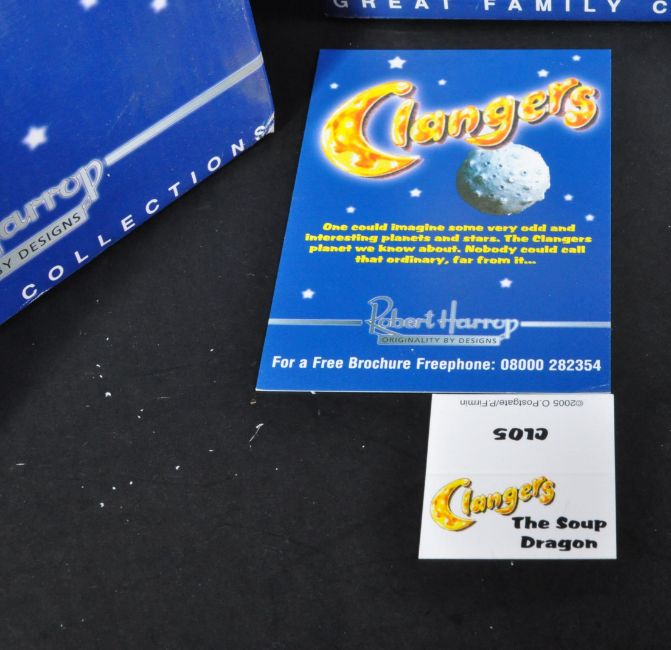 GREAT FAMILY C
Harrop
BY DESIGNS
COLLECTIONS
Clangers
One could imagine some very odd and
interesting planets and stars. The Clangers
planet we know about. Nobody could call
that ordinary, far from it...
Robert Harrop
ORIGINALITY BY DESIGNS
For a Free Brochure Freephone: 08000 282354
©2005 O.Postgate/P.Firmin
CL05
Clangers
The Soup
Dragon